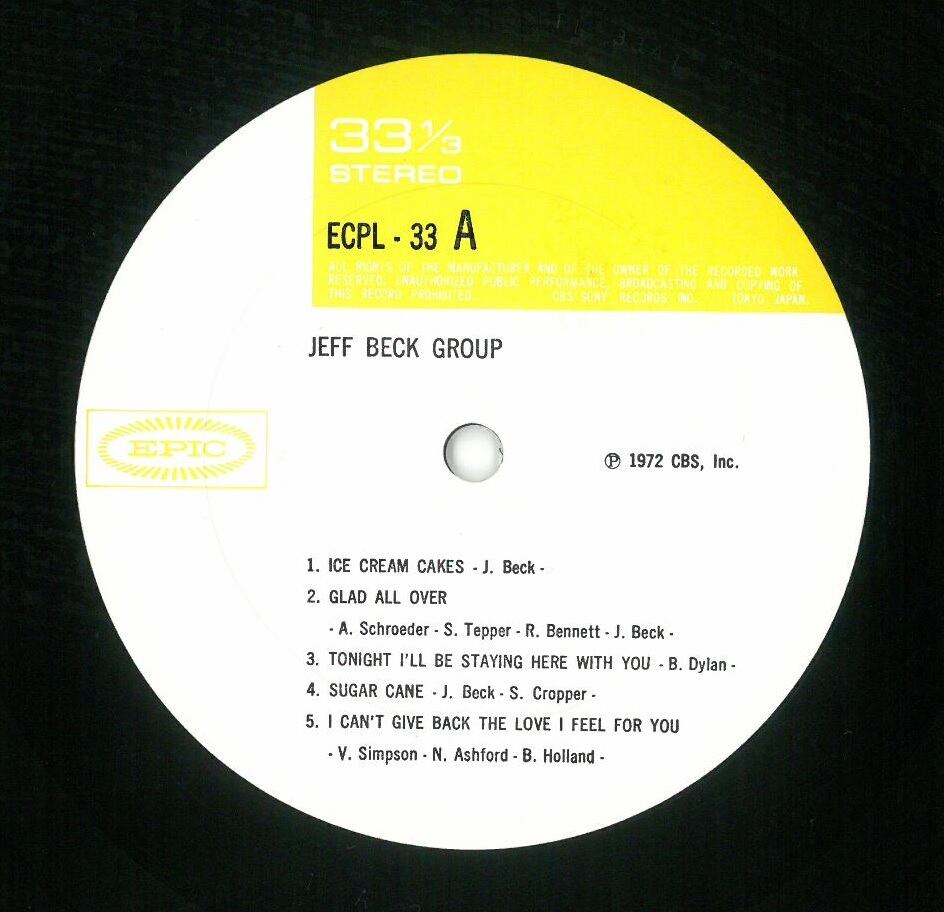 33 1/3
STEREO
ECPL - 33 A
ALL RIGHTS OF THE MANUFACTURER AND OF THE OWNER OF THE RECORDED WORK
RESERVED. UNAUTHORIZED PUBLIC PERFORMANCE, BROADCASTING AND COPYING OF
THIS RECORD PROHIBITED. CBS/SONY RECORDS INC. TOKYO JAPAN.
JEFF BECK GROUP
EPIC
℗ 1972 CBS, Inc.
1. ICE CREAM CAKES - J. Beck -
2. GLAD ALL OVER
- A. Schroeder - S. Tepper - R. Bennett - J. Beck -
3. TONIGHT I'LL BE STAYING HERE WITH YOU - B. Dylan -
4. SUGAR CANE - J. Beck - S. Cropper -
5. I CAN'T GIVE BACK THE LOVE I FEEL FOR YOU
- V. Simpson - N. Ashford - B. Holland -